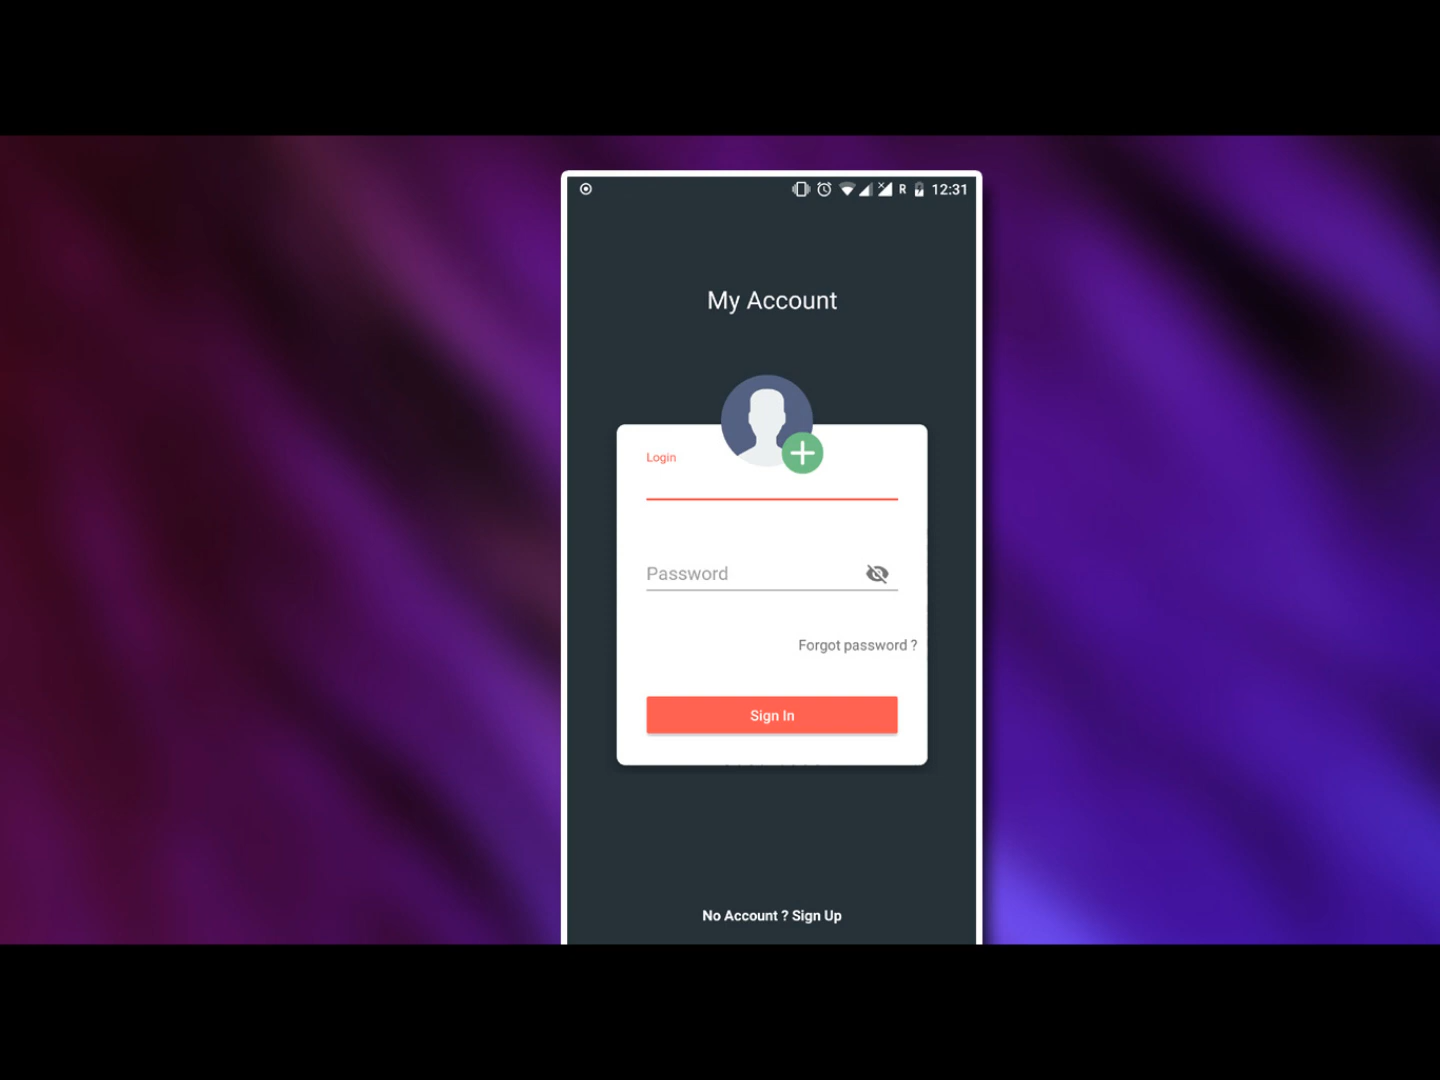 R 12:31
My Account
Login
Password
Forgot password ?
Sign In
No Account ? Sign Up